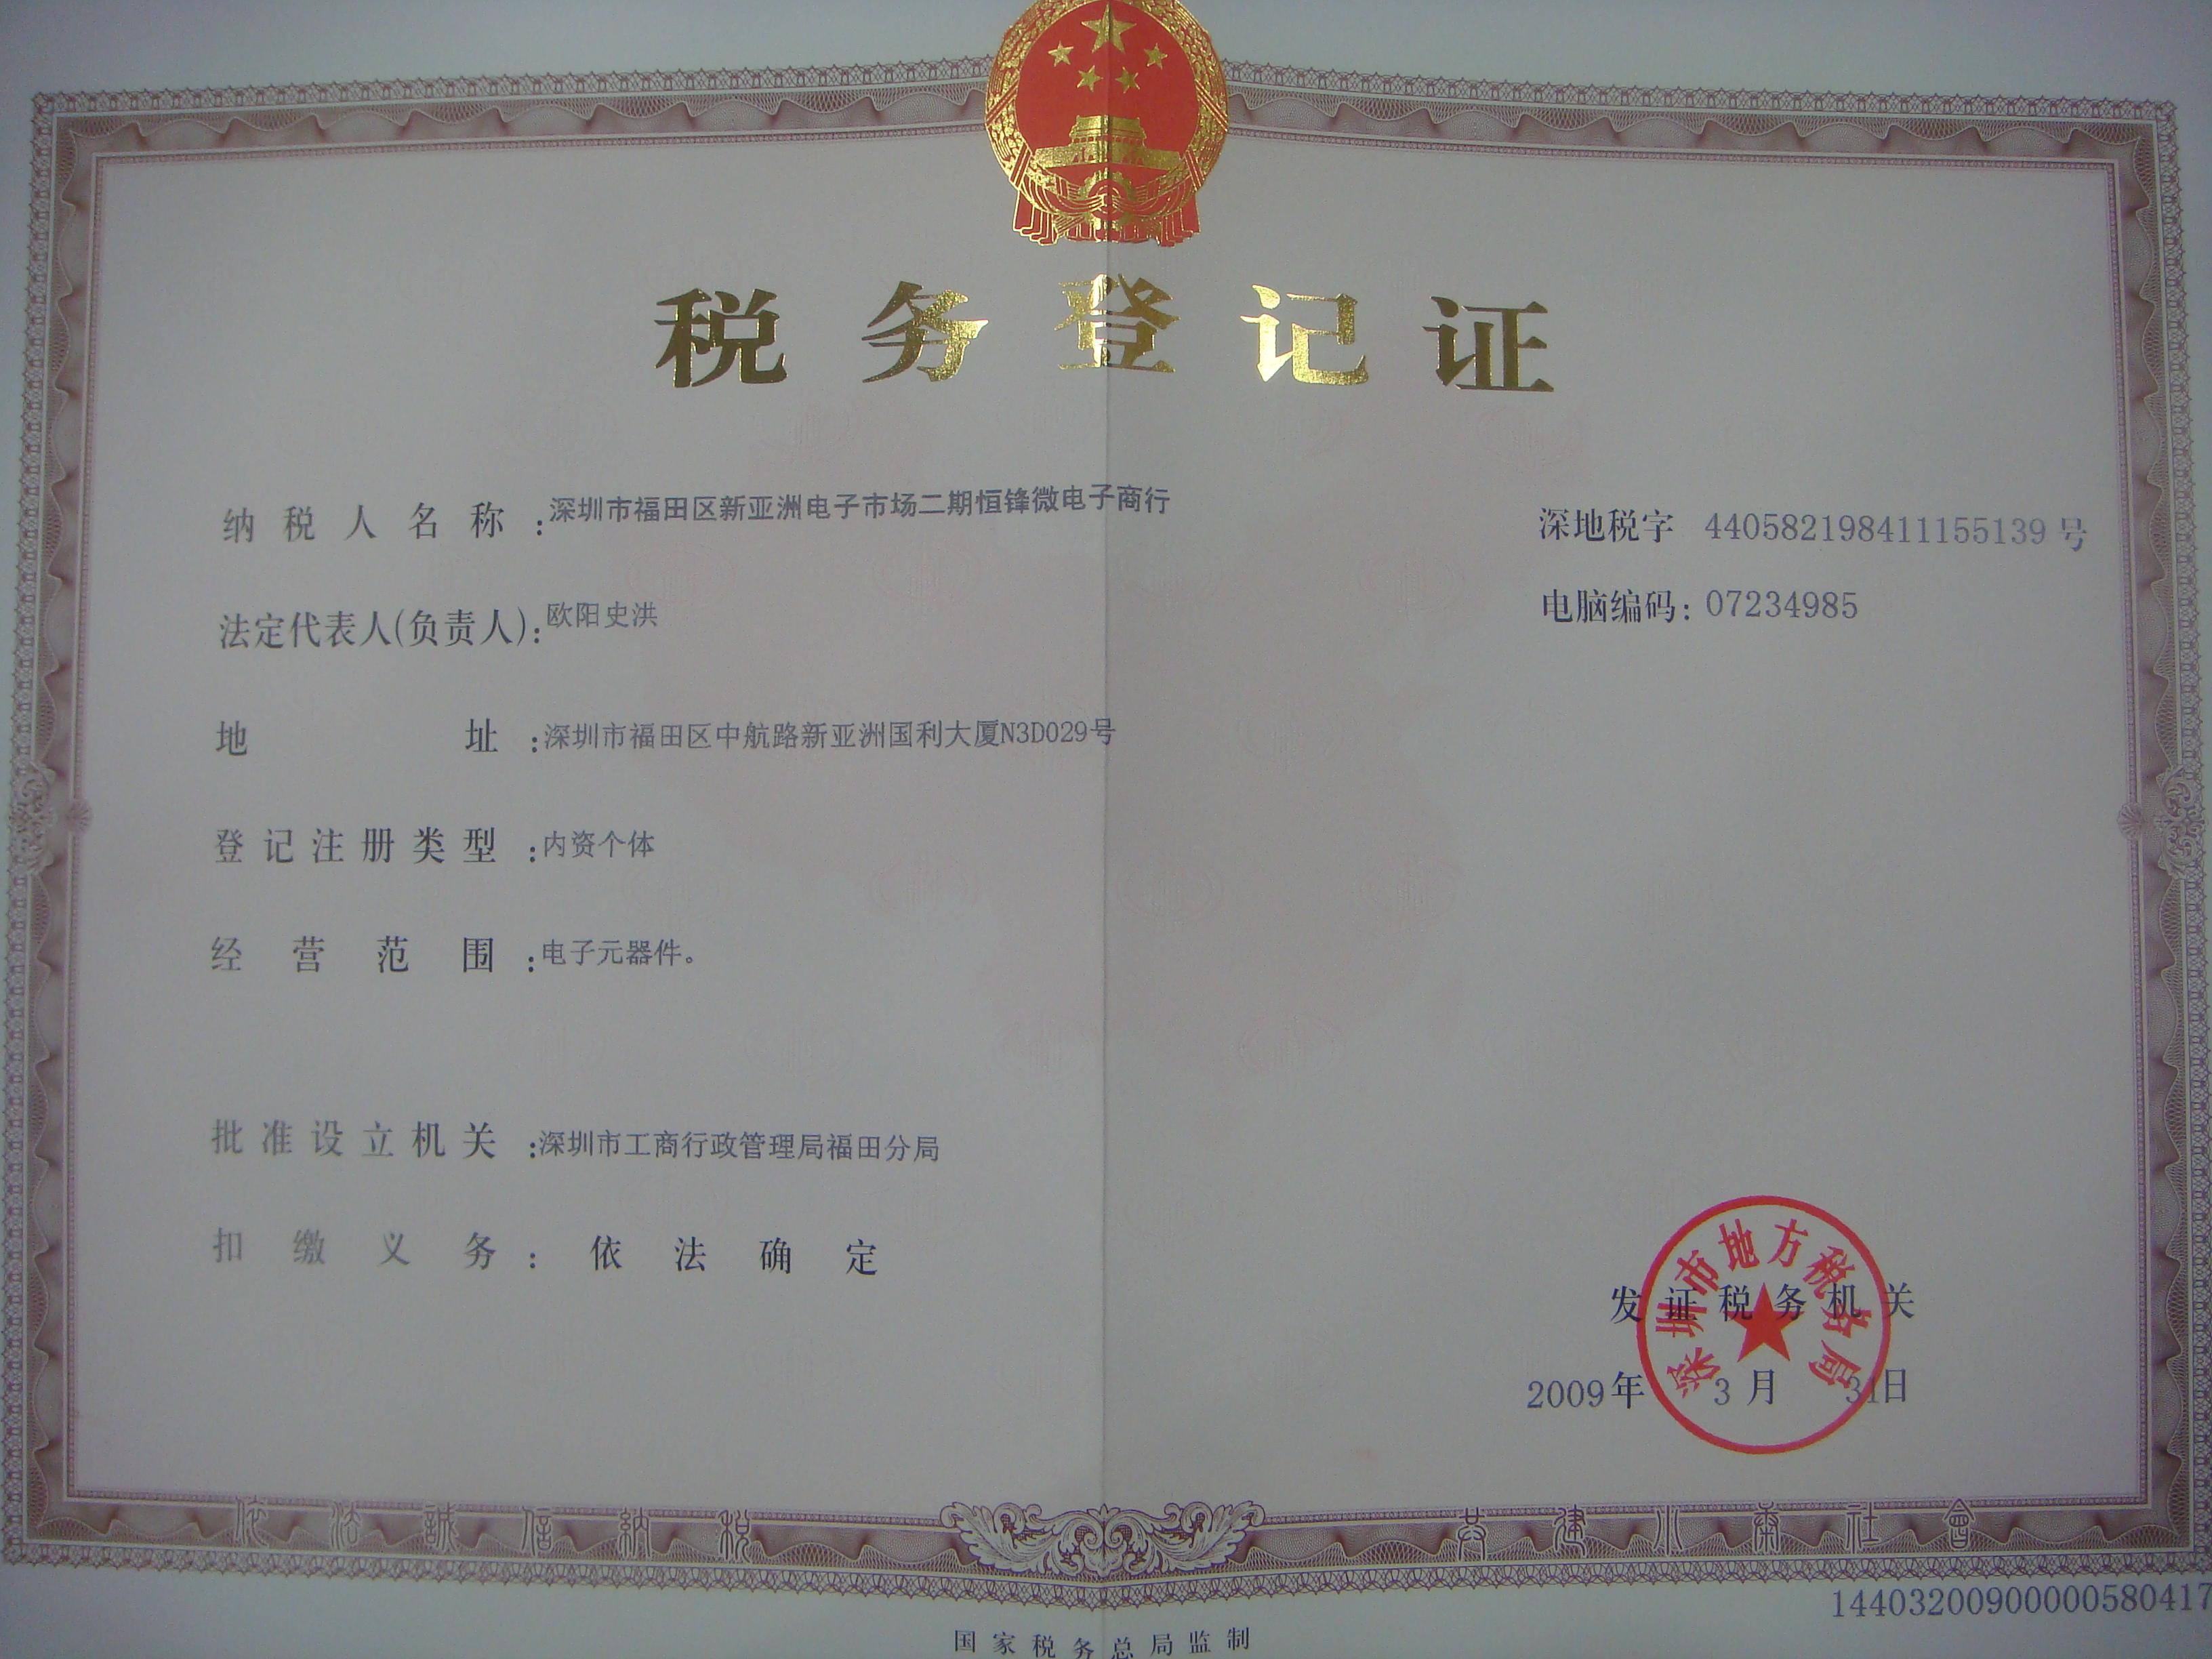 税务登记证
纳税人名称:深圳市福田区新亚洲电子市场二期恒锋微电子商行
深地税字 440582198411155139号
法定代表人(负责人):欧阳史洪
电脑编码:07234985
地址:深圳市福田区中航路新亚洲国利大厦N3D029号
登记注册类型:内资个体
经营范围:电子元器件。
批准设立机关:深圳市工商行政管理局福田分局
扣缴义务:依法确定
深圳市地方税务局
发证税务机关
2009年3月31日
依法誠信納税
共建小康社會
14403200900000580417
国家税务总局监制